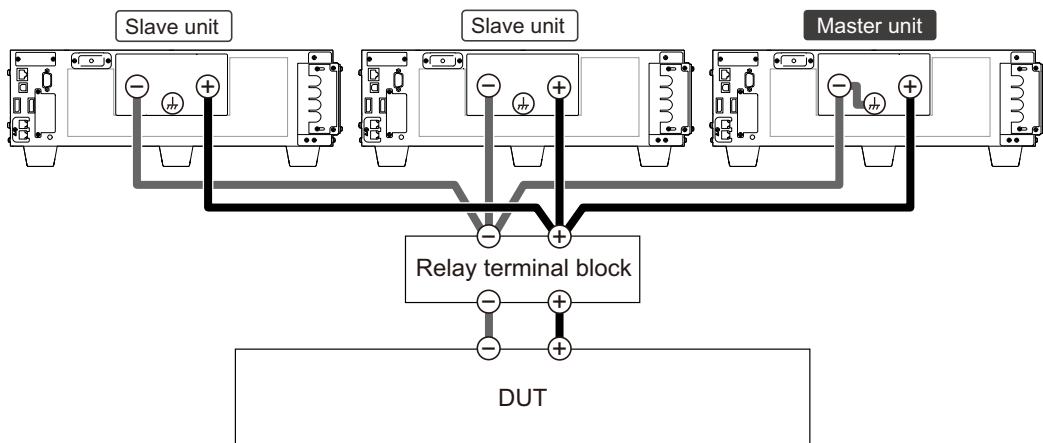 Slave unit
Slave unit
Master unit
− +
− +
− +
− +
Relay terminal block
− +
− +
DUT